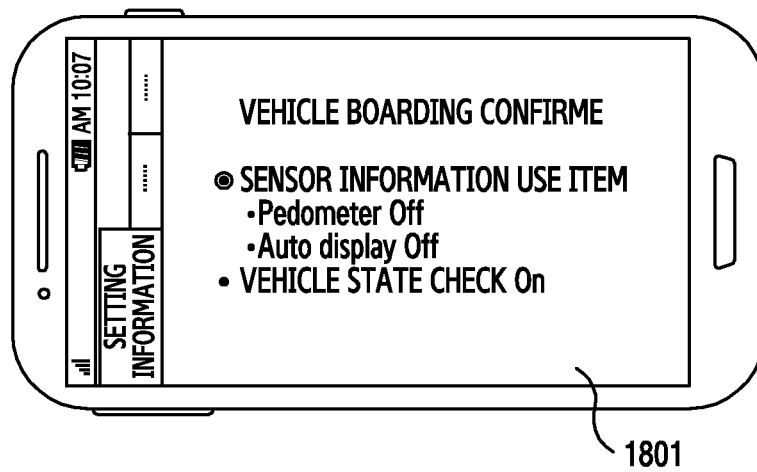 AM 10:07
SETTING
INFORMATION
......
......
VEHICLE BOARDING CONFIRME
SENSOR INFORMATION USE ITEM
·Pedometer Off
·Auto display Off
• VEHICLE STATE CHECK On
1801